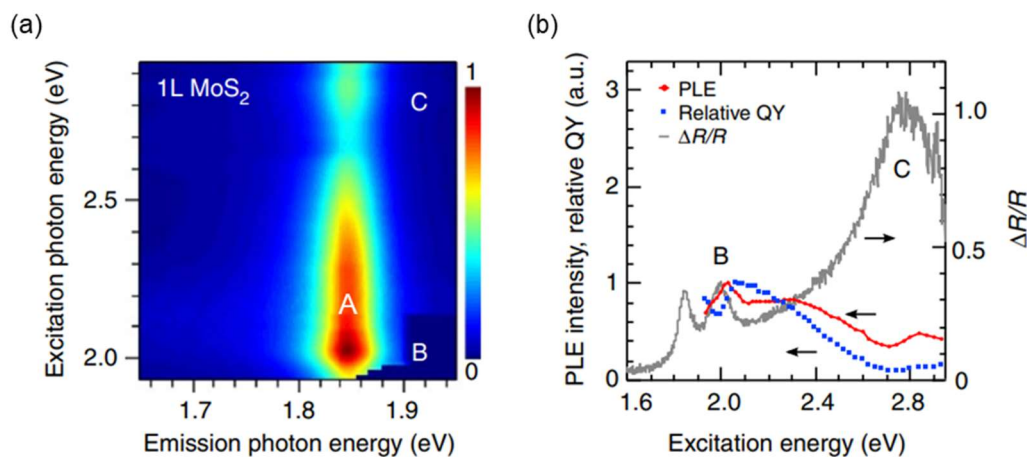 (a)
1L MoS₂
C
A
B
1
0
2.5
2.0
Excitation photon energy (eV)
1.7
1.8
1.9
Emission photon energy (eV)
(b)
PLE
Relative QY
ΔR/R
B
C
3
2
1
0
PLE intensity, relative QY (a.u.)
1.0
0.5
0
ΔR/R
1.6
2.0
2.4
2.8
Excitation energy (eV)